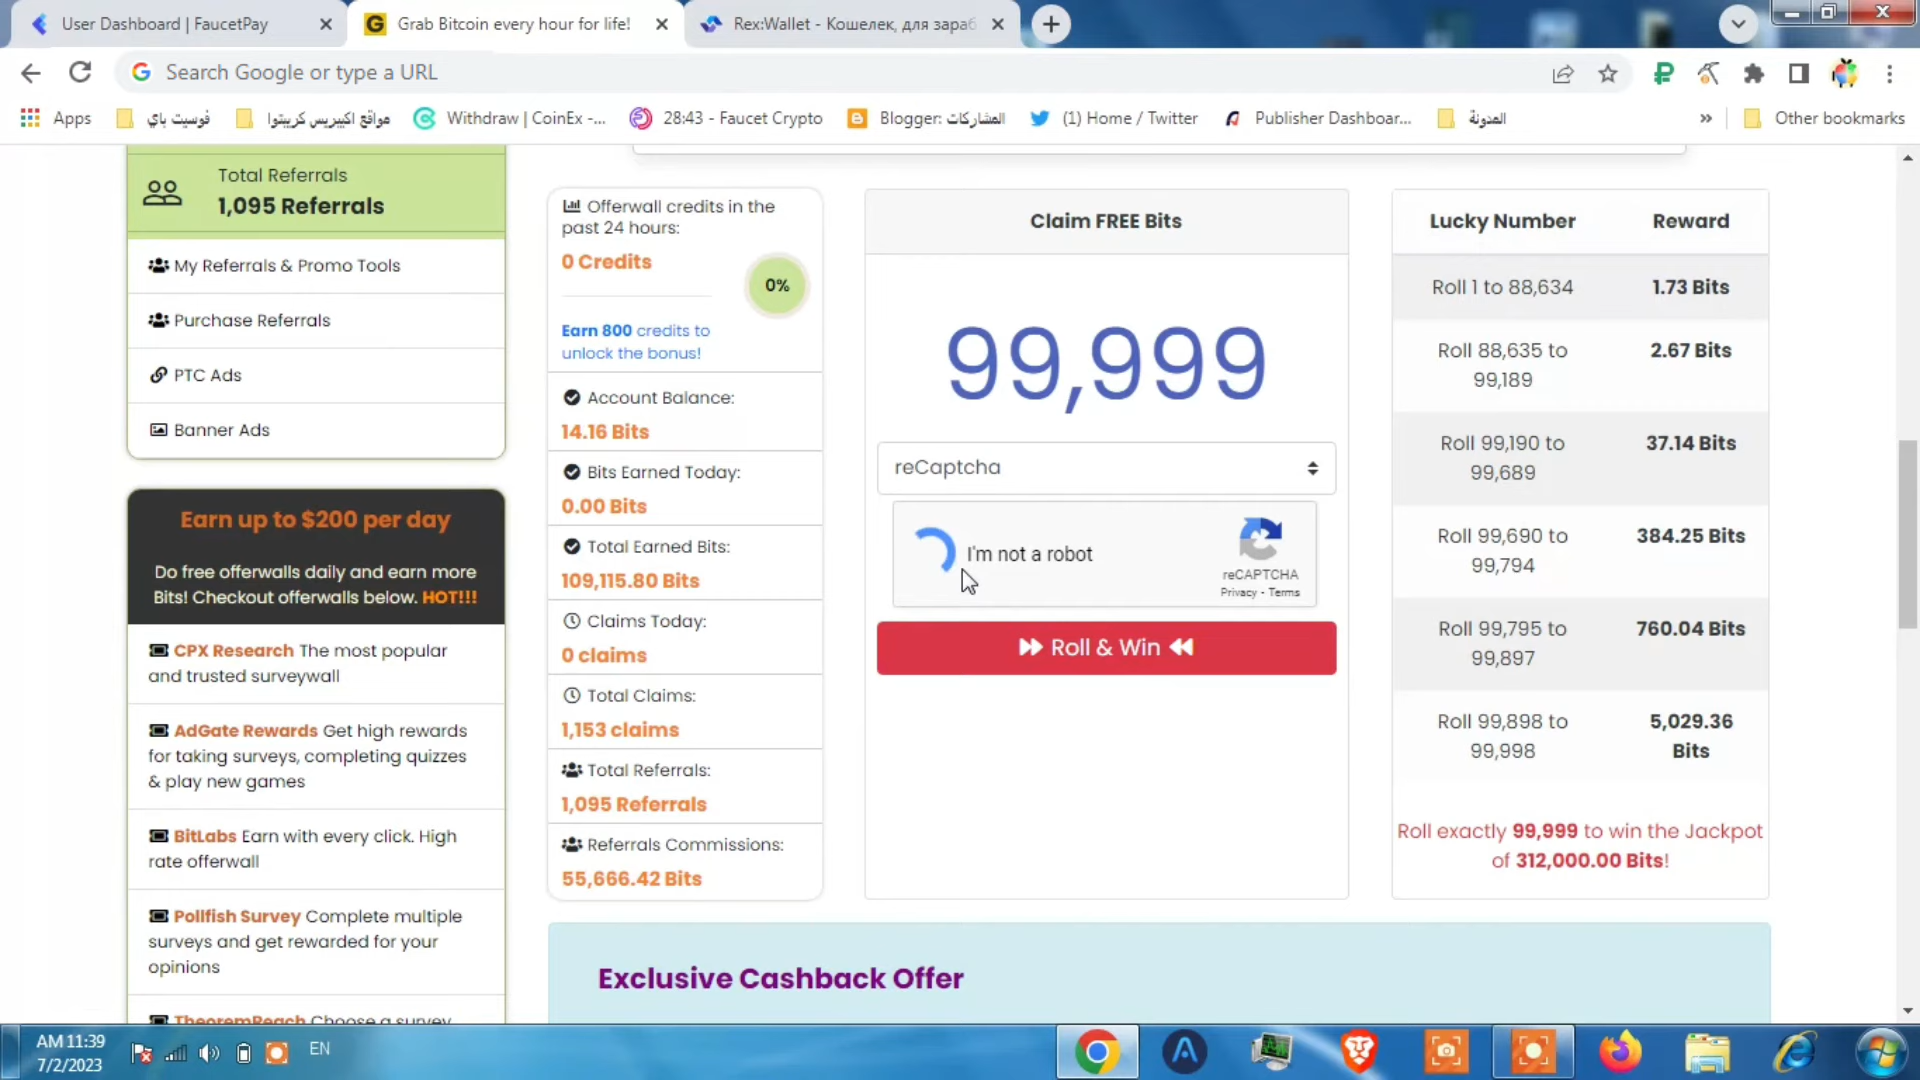 User Dashboard | FaucetPay
Grab Bitcoin every hour for life!
Rex:Wallet - Кошелек, для зараб
Search Google or type a URL
Apps
فوسيت باي
مواقع اكبيريس كريبتوا
Withdraw | CoinEx -...
28:43 - Faucet Crypto
Blogger: المشاركات
(1) Home / Twitter
Publisher Dashboar...
المدونة
»
Other bookmarks
Total Referrals
1,095 Referrals
My Referrals & Promo Tools
Purchase Referrals
PTC Ads
Banner Ads
Earn up to $200 per day
Do free offerwalls daily and earn more
Bits! Checkout offerwalls below. HOT!!!
CPX Research The most popular
and trusted surveywall
AdGate Rewards Get high rewards
for taking surveys, completing quizzes
& play new games
BitLabs Earn with every click. High
rate offerwall
Pollfish Survey Complete multiple
surveys and get rewarded for your
opinions
TheoremReach Choose a survey
Offerwall credits in the
past 24 hours:
0 Credits
0%
Earn 800 credits to
unlock the bonus!
Account Balance:
14.16 Bits
Bits Earned Today:
0.00 Bits
Total Earned Bits:
109,115.80 Bits
Claims Today:
0 claims
Total Claims:
1,153 claims
Total Referrals:
1,095 Referrals
Referrals Commissions:
55,666.42 Bits
Claim FREE Bits
99,999
reCaptcha
I'm not a robot
reCAPTCHA
Privacy - Terms
Roll & Win
Lucky Number Reward
Roll 1 to 88,634 1.73 Bits
Roll 88,635 to 2.67 Bits
99,189
Roll 99,190 to 37.14 Bits
99,689
Roll 99,690 to 384.25 Bits
99,794
Roll 99,795 to 760.04 Bits
99,897
Roll 99,898 to 5,029.36
99,998 Bits
Roll exactly 99,999 to win the Jackpot
of 312,000.00 Bits!
Exclusive Cashback Offer
AM 11:39
7/2/2023
EN